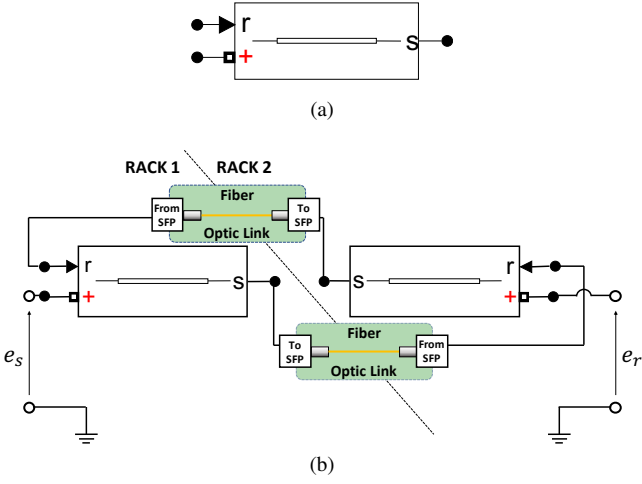 r
+
s
(a)
RACK 1
RACK 2
Fiber
From
SFP
To
SFP
Optic Link
r
+
s
s
r
+
Fiber
To
SFP
From
SFP
Optic Link
e_s
e_r
(b)